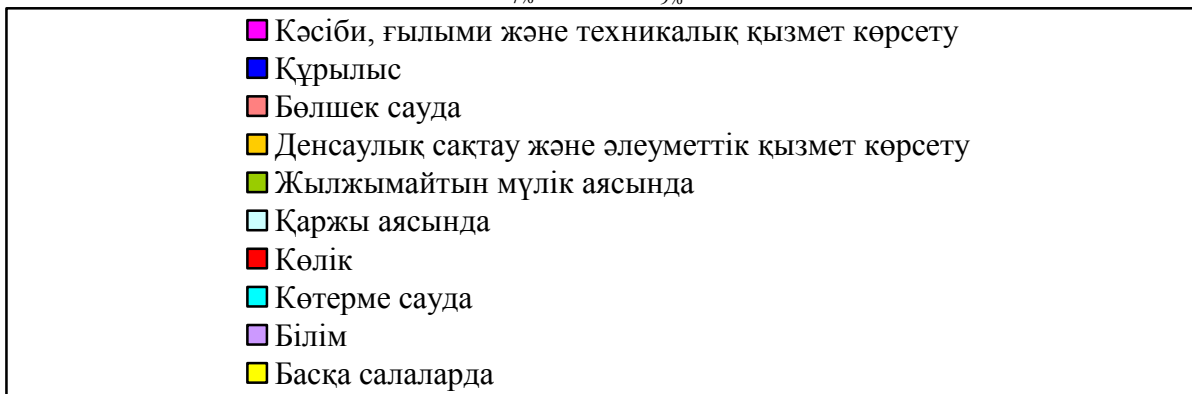 Кәсіби, ғылыми және техникалық қызмет көрсету
Құрылыс
Бөлшек сауда
Денсаулық сақтау және әлеуметтік қызмет көрсету
Жылжымайтын мүлік аясында
Қаржы аясында
Көлік
Көтерме сауда
Білім
Басқа салаларда